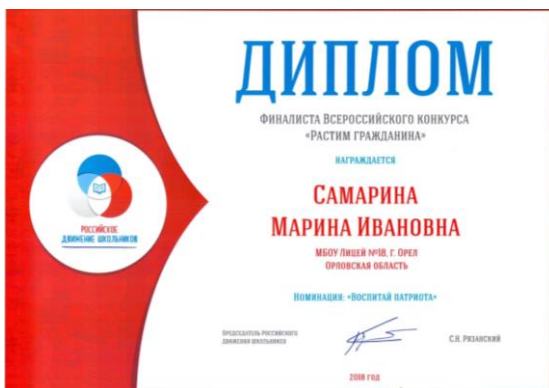 ДИПЛОМ
ФИНАЛИСТА ВСЕРОССИЙСКОГО КОНКУРСА
«РАСТИМ ГРАЖДАНИНА»
НАГРАЖДАЕТСЯ
САМАРИНА
МАРИНА ИВАНОВНА
МБОУ ЛИЦЕЙ №18, Г. ОРЕЛ
ОРЛОВСКАЯ ОБЛАСТЬ
НОМИНАЦИЯ: «ВОСПИТАЙ ПАТРИОТА»
РОССИЙСКОЕ
ДВИЖЕНИЕ ШКОЛЬНИКОВ
ПРЕДСЕДАТЕЛЬ РОССИЙСКОГО
ДВИЖЕНИЯ ШКОЛЬНИКОВ
С.Н. РЯЗАНСКИЙ
2018 ГОД